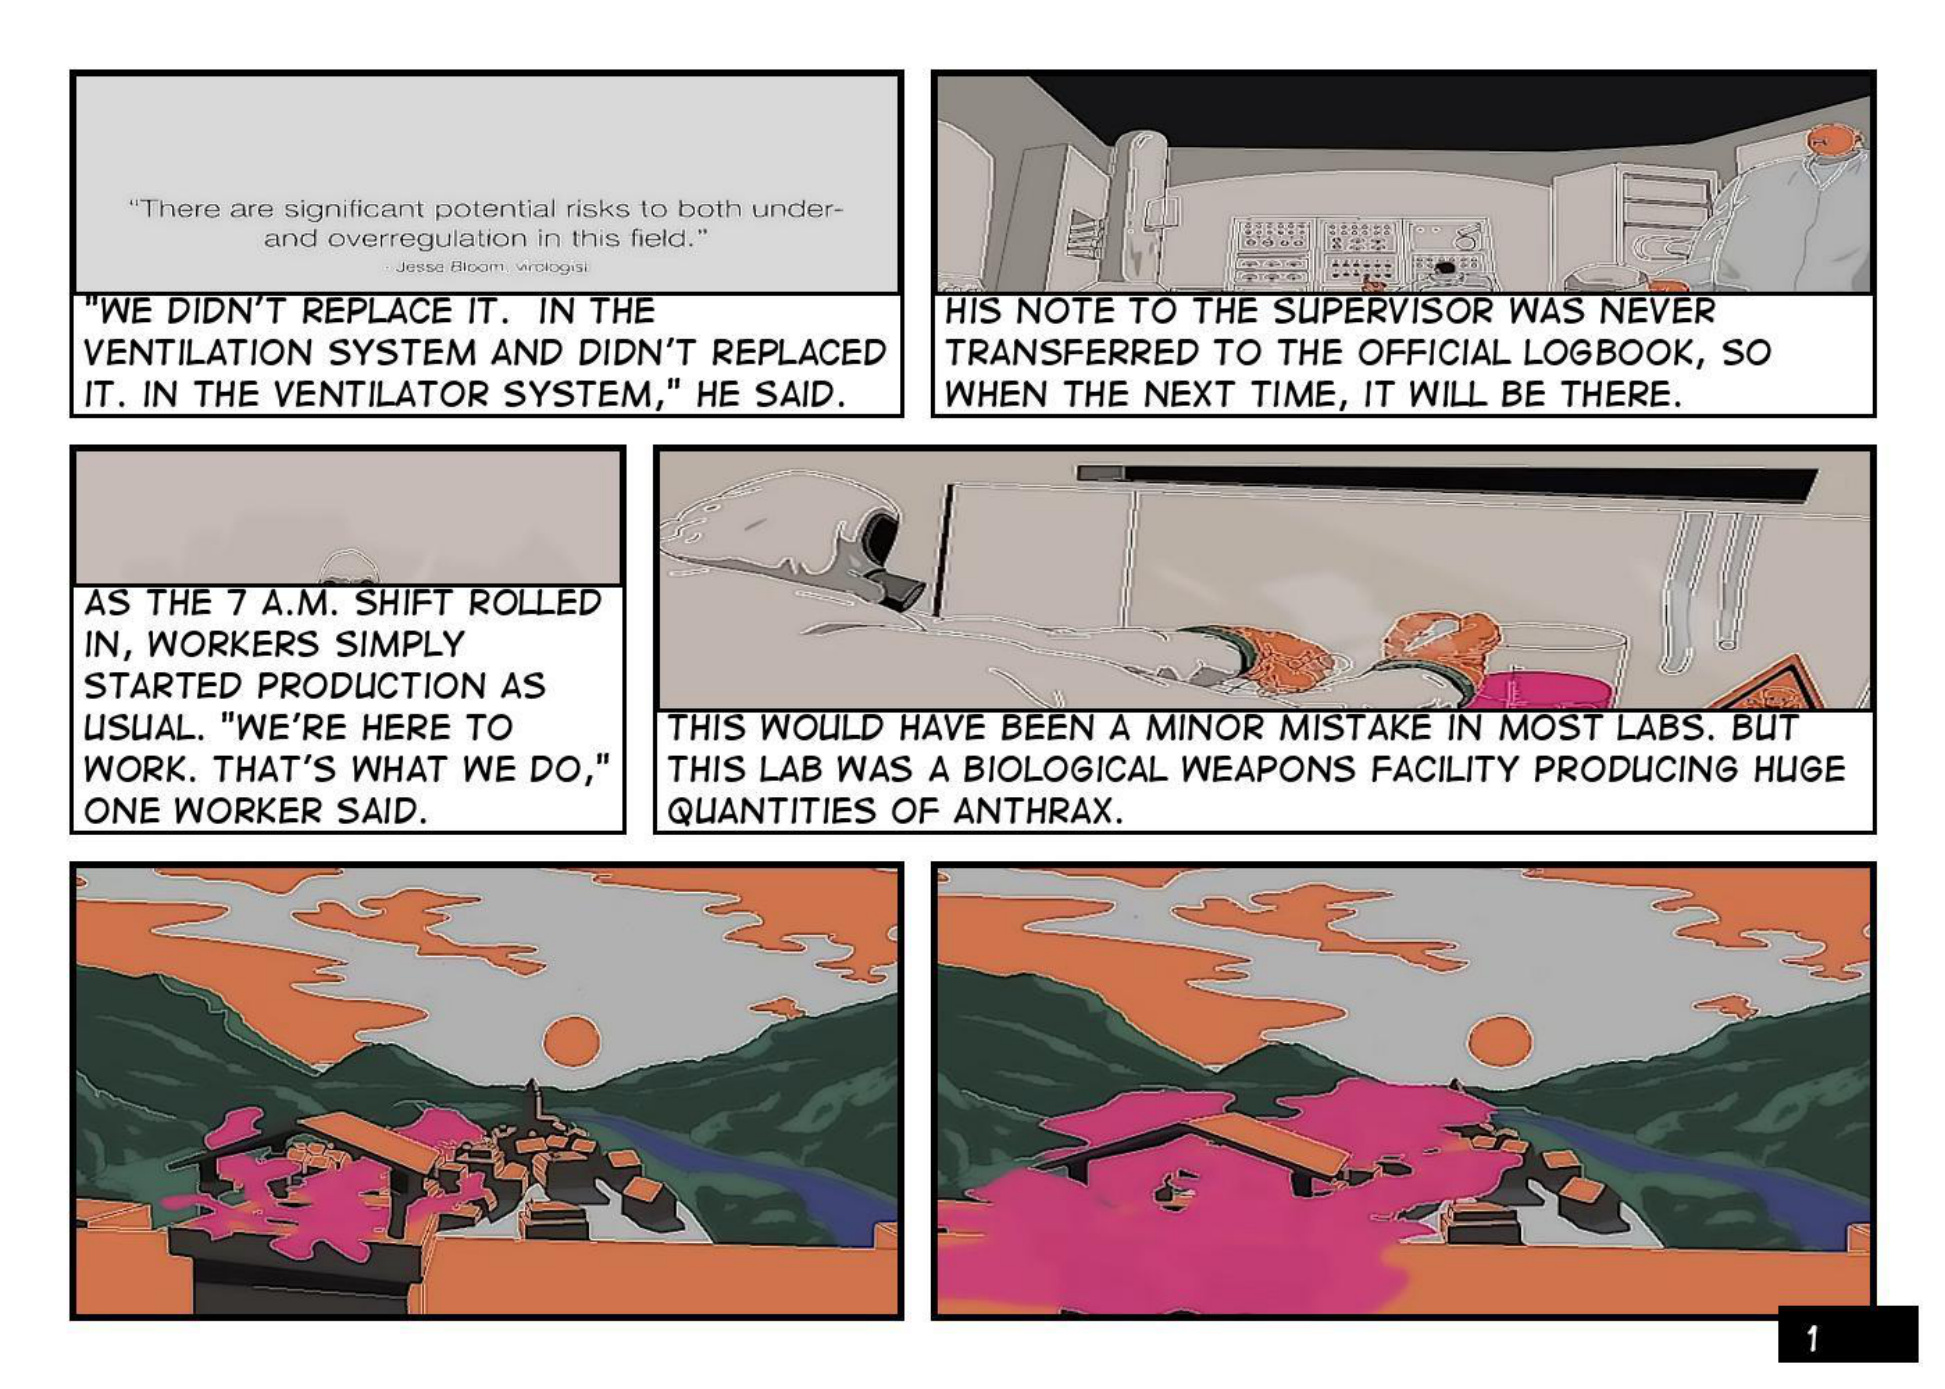 “There are significant potential risks to both under-
and overregulation in this field.”
- Jesse Bloom, virologist
"WE DIDN'T REPLACE IT. IN THE
VENTILATION SYSTEM AND DIDN'T REPLACED
IT. IN THE VENTILATOR SYSTEM," HE SAID.
HIS NOTE TO THE SUPERVISOR WAS NEVER
TRANSFERRED TO THE OFFICIAL LOGBOOK, SO
WHEN THE NEXT TIME, IT WILL BE THERE.
AS THE 7 A.M. SHIFT ROLLED
IN, WORKERS SIMPLY
STARTED PRODUCTION AS
USUAL. "WE'RE HERE TO
WORK. THAT'S WHAT WE DO,"
ONE WORKER SAID.
THIS WOULD HAVE BEEN A MINOR MISTAKE IN MOST LABS. BUT
THIS LAB WAS A BIOLOGICAL WEAPONS FACILITY PRODUCING HUGE
QUANTITIES OF ANTHRAX.
1